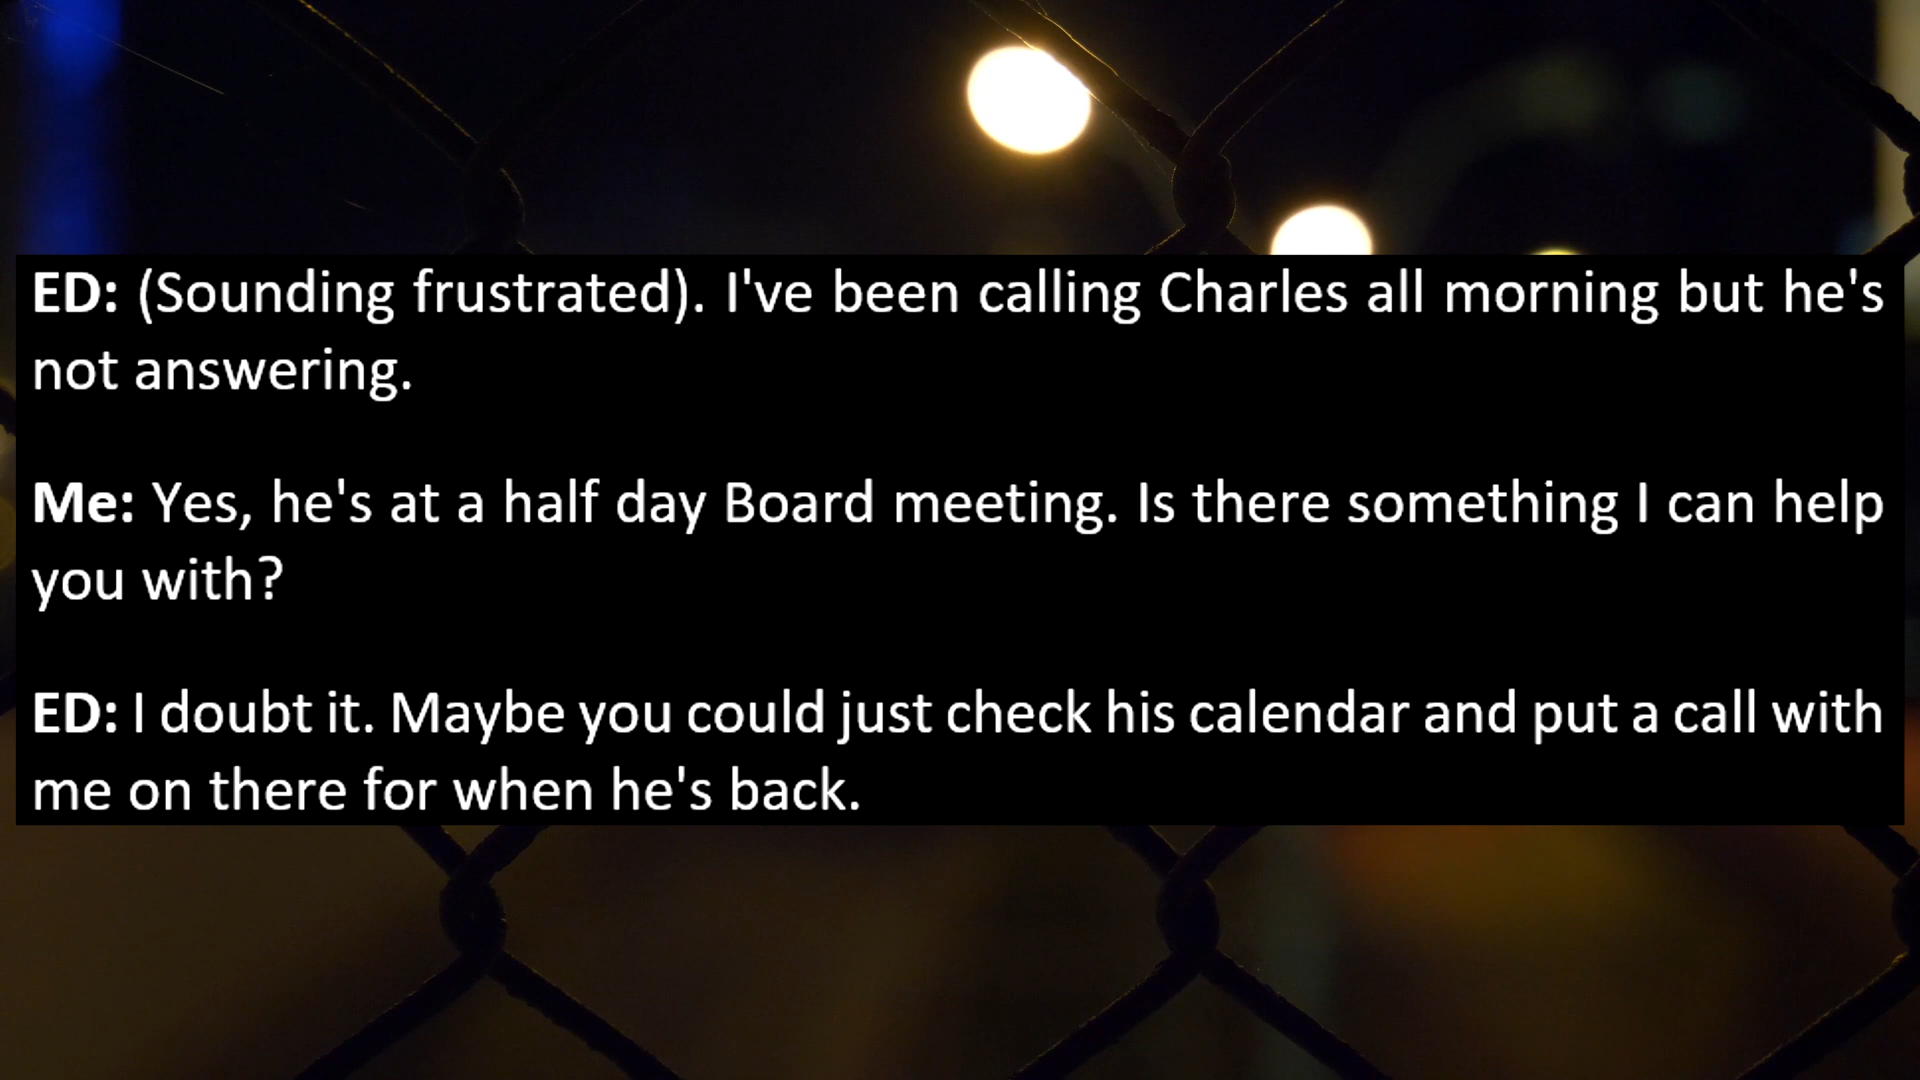 ED: (Sounding frustrated). I've been calling Charles all morning but he's
not answering.
Me: Yes, he's at a half day Board meeting. Is there something I can help
you with?
ED: I doubt it. Maybe you could just check his calendar and put a call with
me on there for when he's back.